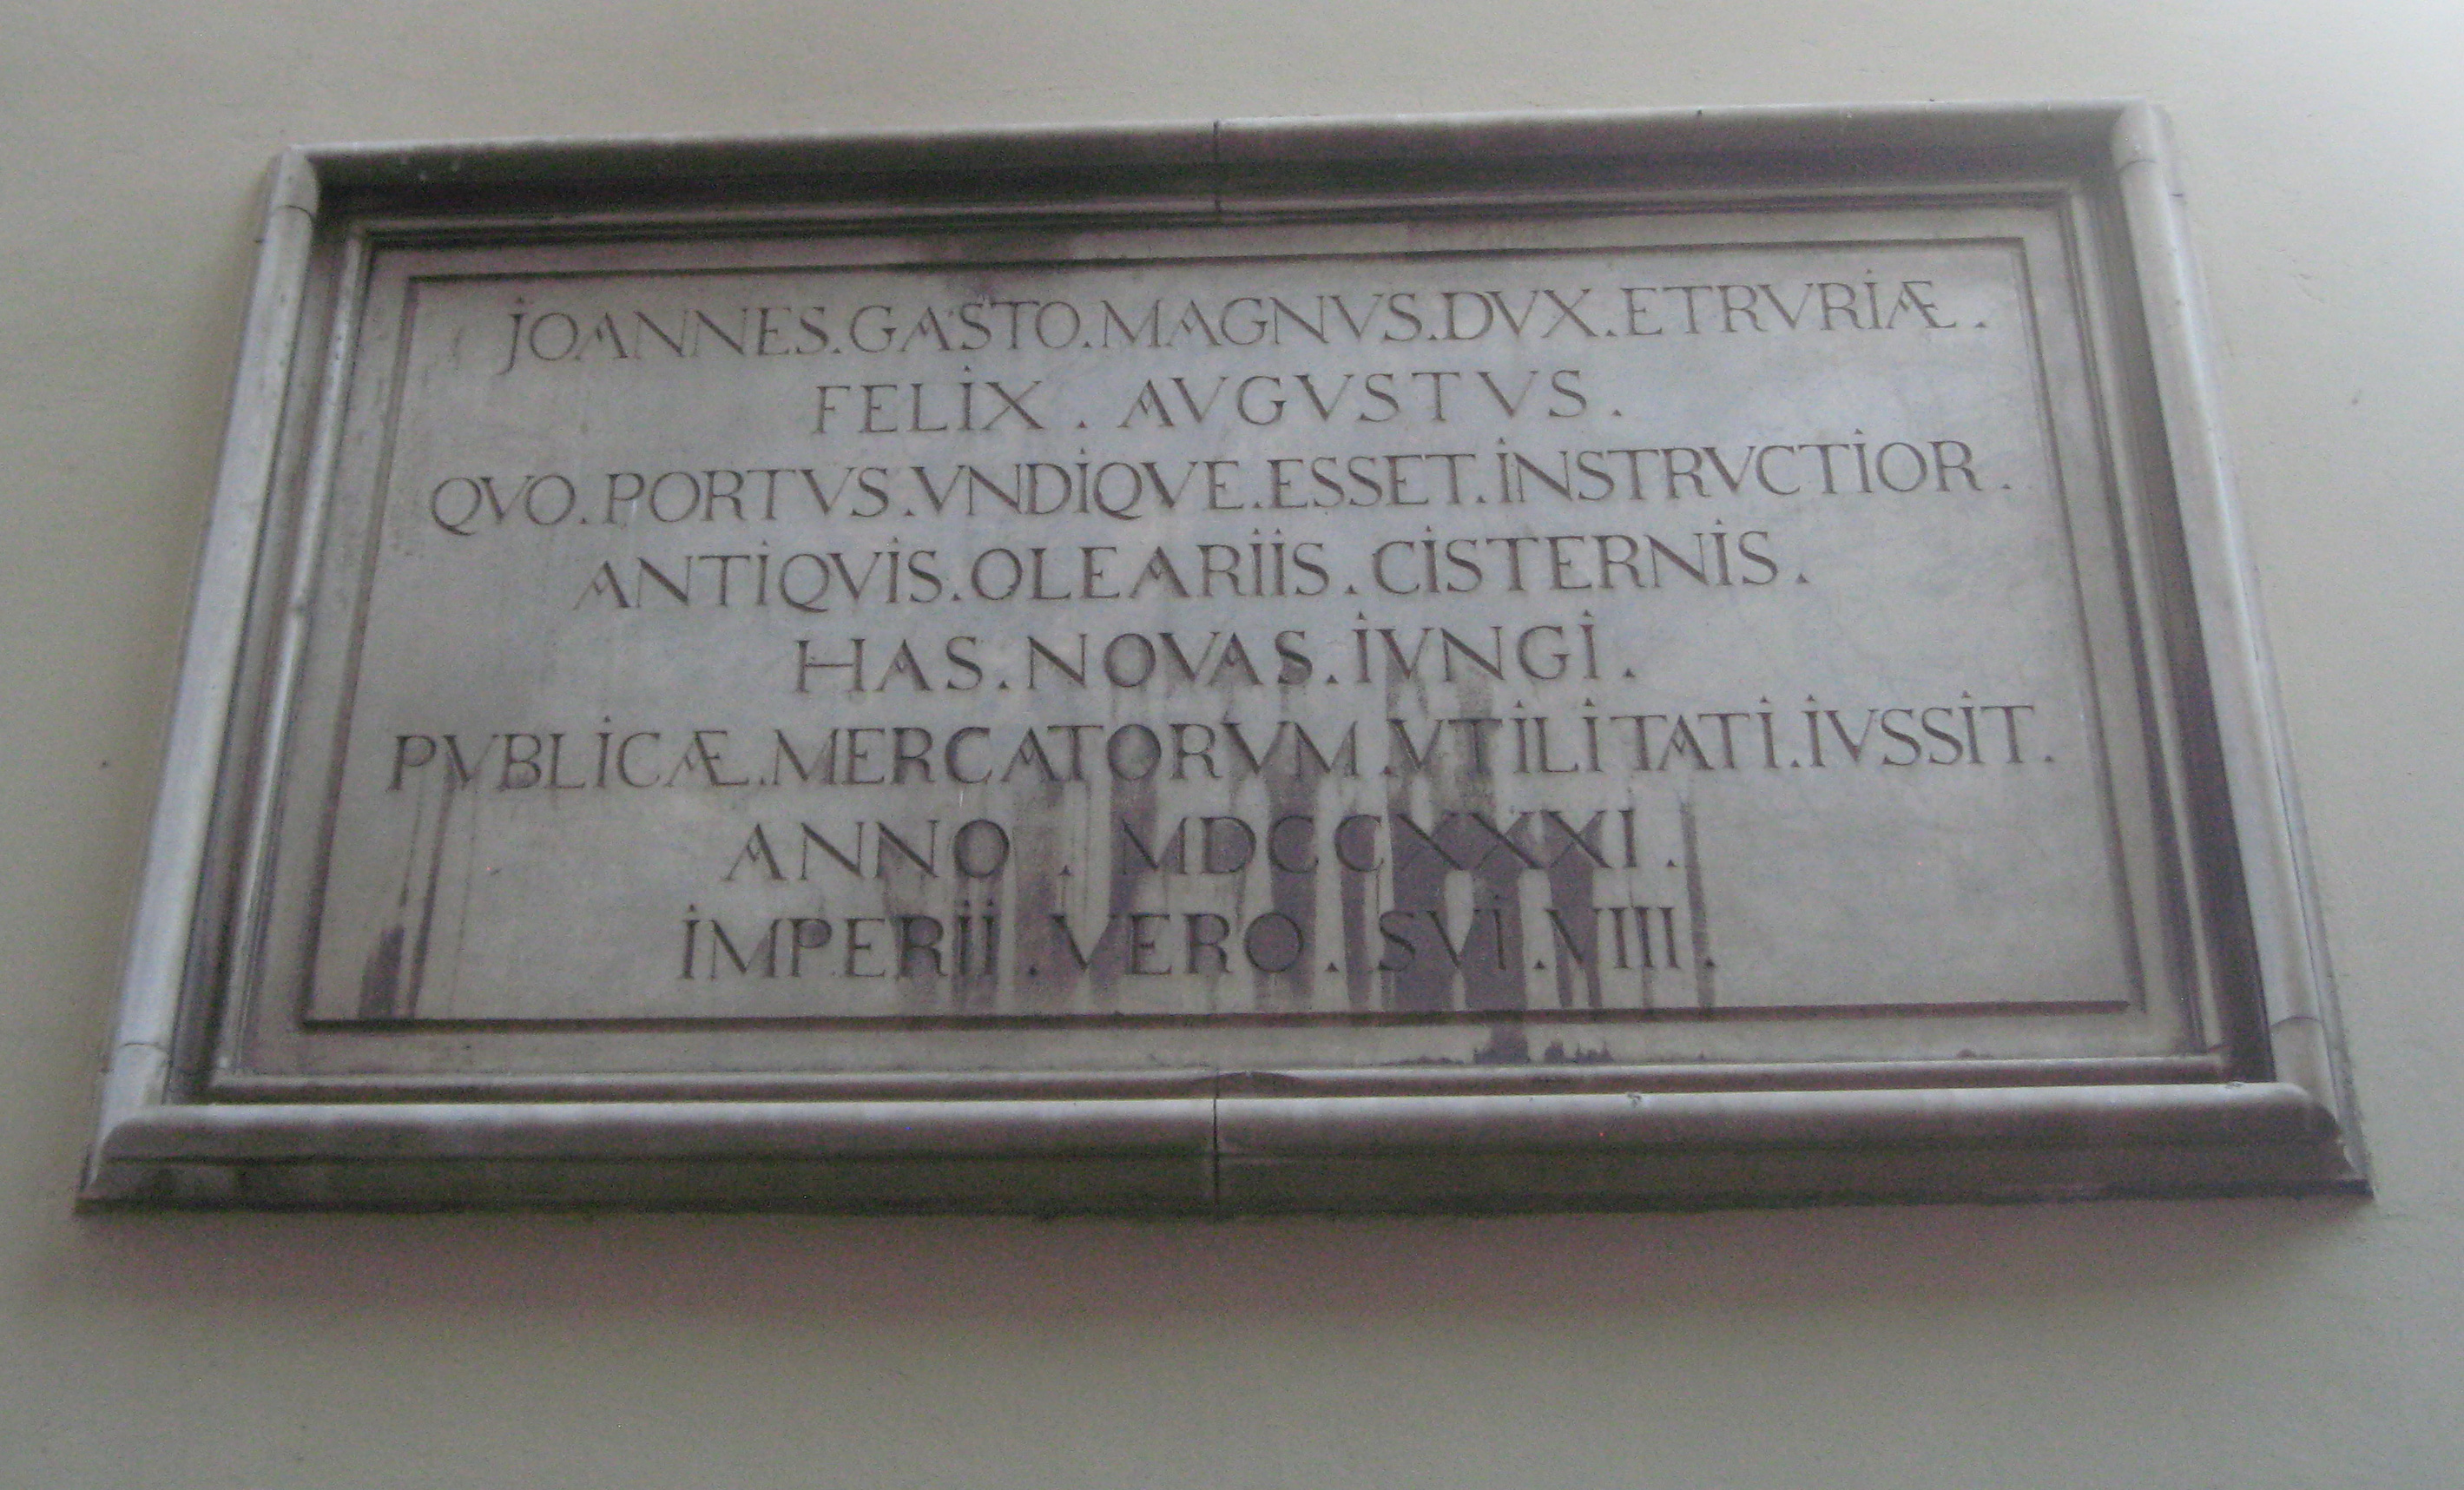 JOANNES.GASTO.MAGNVS.DVX.ETRVRIÆ.
FELIX. AVGVSTVS.
QVO.PORTVS.VNDIQVE.ESSET.INSTRVCTIOR.
ANTIQVIS.OLEARIIS.CISTERNIS.
HAS.NOVAS.IVNGI.
PVBLICÆ.MERCATORVM.VTILITATI.IVSSIT.
ANNO . MDCCXXXI.
IMPERII.VERO.SVI.VIII.